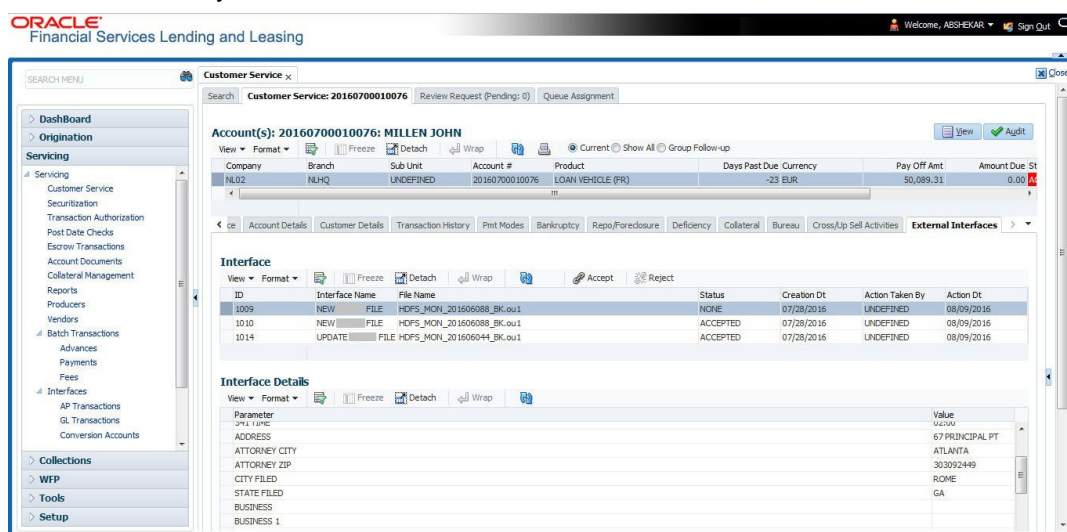 ORACLE
Financial Services Lending and Leasing
Welcome, ABSHEKAR Sign Out
SEARCH MENU
Customer Service x
Close
Search Customer Service: 20160700010076 Review Request (Pending: 0) Queue Assignment
DashBoard
Origination
Servicing
Servicing
Customer Service
Securitization
Transaction Authorization
Post Date Checks
Escrow Transactions
Account Documents
Collateral Management
Reports
Producers
Vendors
Batch Transactions
Advances
Payments
Fees
Interfaces
AP Transactions
GL Transactions
Conversion Accounts
Collections
WFP
Tools
Setup
Account(s): 20160700010076: MILLEN JOHN
View Audit
View Format Freeze Detach Wrap Current Show All Group Follow-up
Company Branch Sub Unit Account # Product Days Past Due Currency Pay Off Amt Amount Due St
NL02 NLHQ UNDEFINED 20160700010076 LOAN VEHICLE (FR) -23 EUR 50,089.31 0.00
ce Account Details Customer Details Transaction History Pmt Modes Bankruptcy Repo/Foreclosure Deficiency Collateral Bureau Cross/Up Sell Activities External Interfaces
Interface
View Format Freeze Detach Wrap Accept Reject
ID Interface Name File Name Status Creation Dt Action Taken By Action Dt
1009 NEW FILE HDFS_MON_201606088_BK.ou1 NONE 07/28/2016 UNDEFINED 08/09/2016
1010 NEW FILE HDFS_MON_201606088_BK.ou1 ACCEPTED 07/28/2016 UNDEFINED 08/09/2016
1014 UPDATE FILE HDFS_MON_201606044_BK.ou1 ACCEPTED 07/28/2016 UNDEFINED 08/09/2016
Interface Details
View Format Freeze Detach Wrap
Parameter Value
341 TIME 02:00
ADDRESS 67 PRINCIPAL PT
ATTORNEY CITY ATLANTA
ATTORNEY ZIP 303092449
CITY FILED ROME
STATE FILED GA
BUSINESS
BUSINESS 1